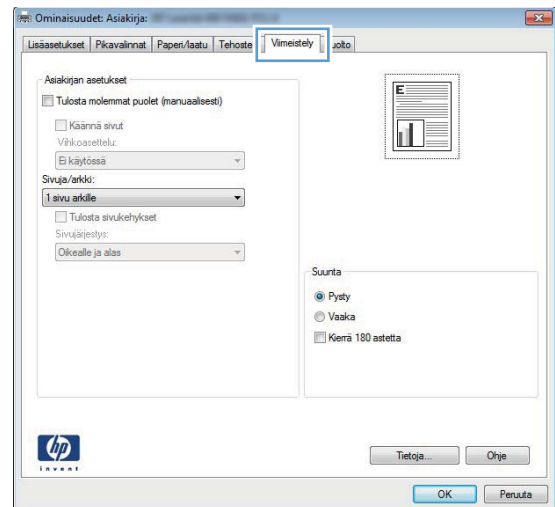 Ominaisuudet: Asiakirja:
Lisäasetukset Pikavalinnat Paperi/laatu Tehoste Viimeistely uolto
Asiakirjan asetukset
Tulosta molemmat puolet (manuaalisesti)
Käännä sivut
Vihkoasettelu:
Ei käytössä
Sivuja/arkki:
1 sivu arkille
Tulosta sivukehykset
Sivujärjestys:
Oikealle ja alas
E
Suunta
Pysty
Vaaka
Kierrä 180 astetta
hp
invent
Tietoja... Ohje
OK Peruuta